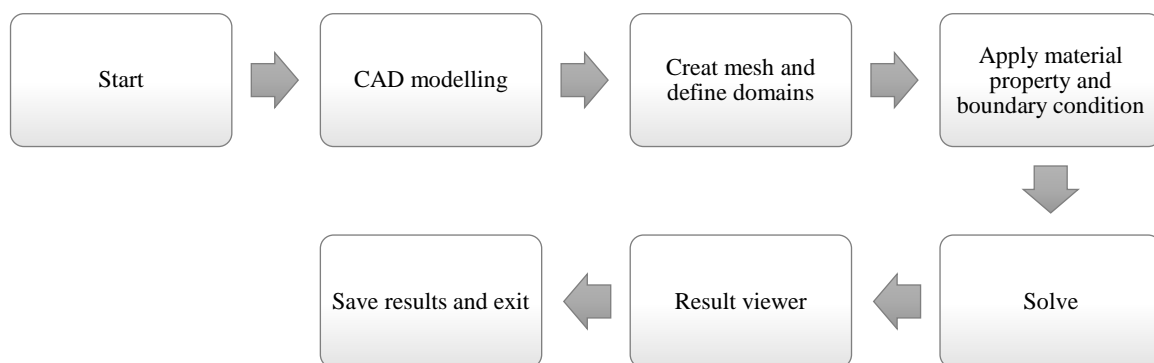 Start
CAD modelling
Creat mesh and
define domains
Apply material
property and
boundary condition
Solve
Result viewer
Save results and exit